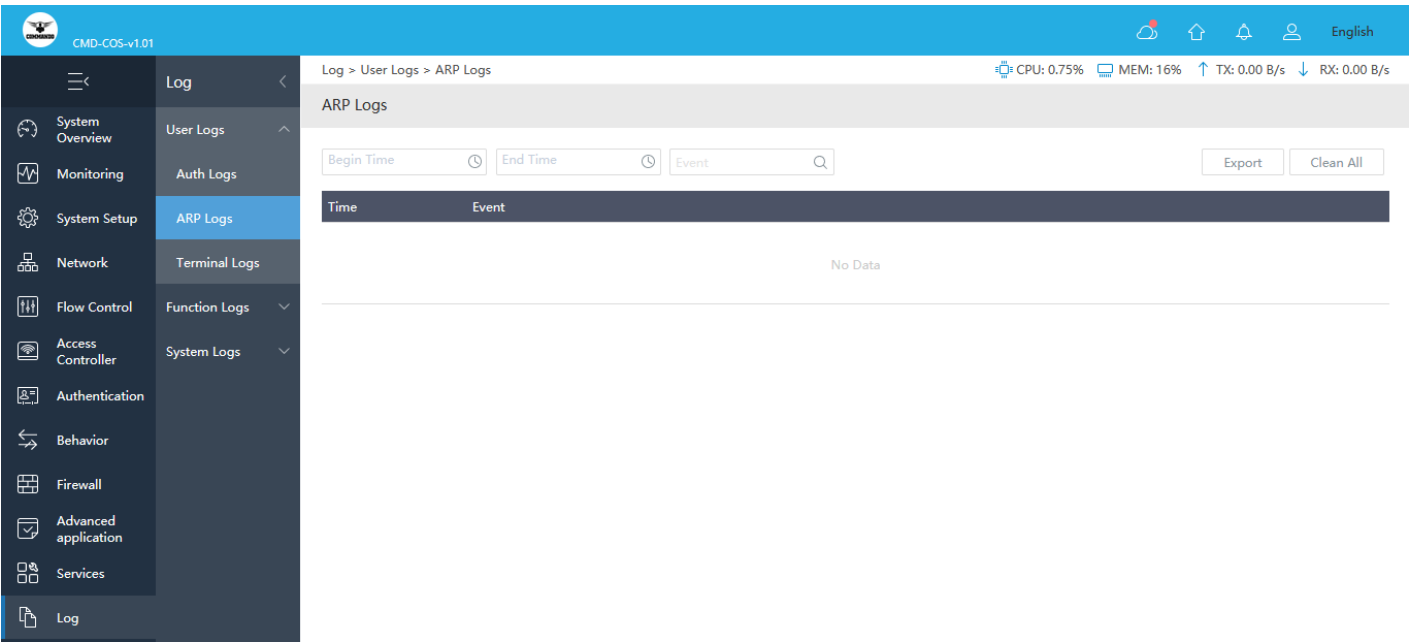 COMMANDO
CMD-COS-v1.01
English
Log
Log > User Logs > ARP Logs
CPU: 0.75%
MEM: 16%
TX: 0.00 B/s
RX: 0.00 B/s
ARP Logs
System
Overview
Monitoring
System Setup
Network
Flow Control
Access
Controller
Authentication
Behavior
Firewall
Advanced
application
Services
Log
User Logs
Auth Logs
ARP Logs
Terminal Logs
Function Logs
System Logs
Begin Time
End Time
Event
Export
Clean All
Time
Event
No Data